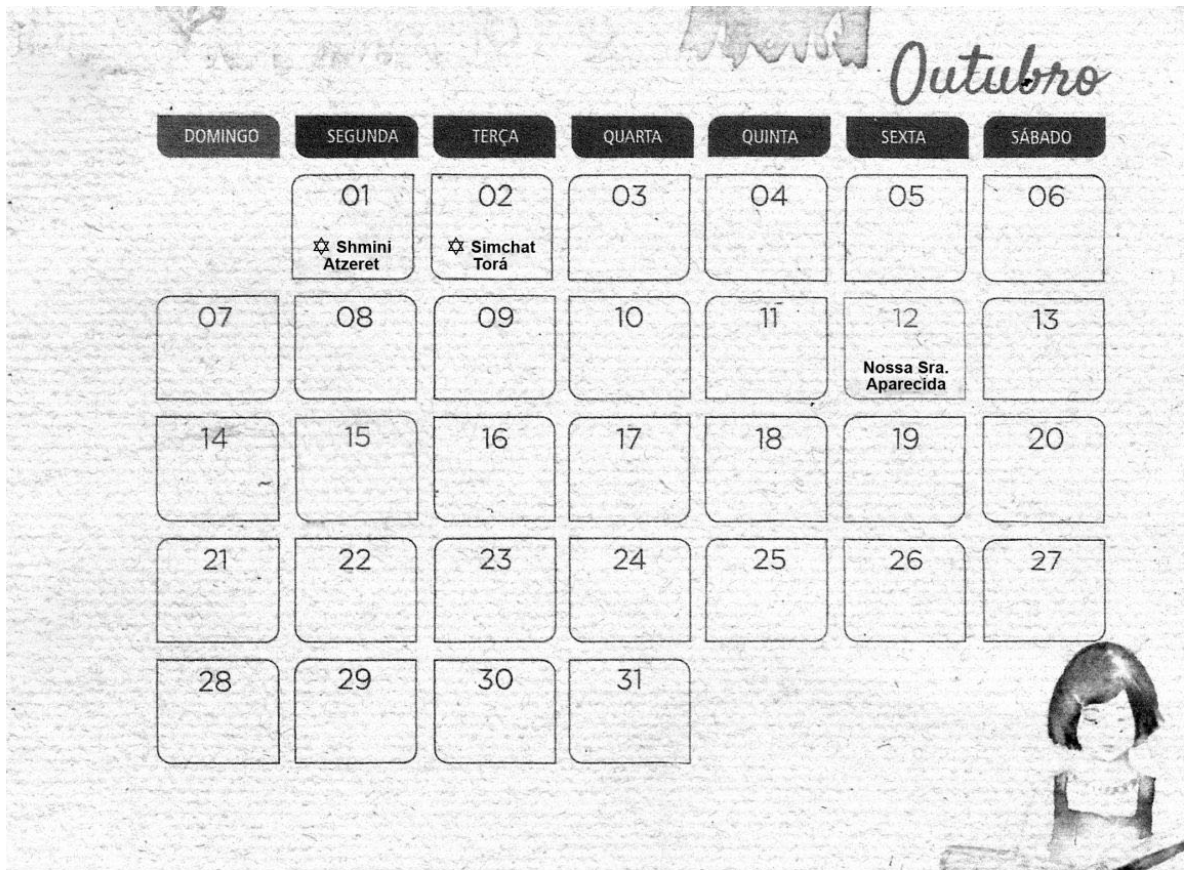 Outubro
DOMINGO SEGUNDA TERÇA QUARTA QUINTA SEXTA SÁBADO
01 02 03 04 05 06
✡ Shmini ✡ Simchat
Atzeret Torá
07 08 09 10 11 12 13
Nossa Sra.
Aparecida
14 15 16 17 18 19 20
21 22 23 24 25 26 27
28 29 30 31